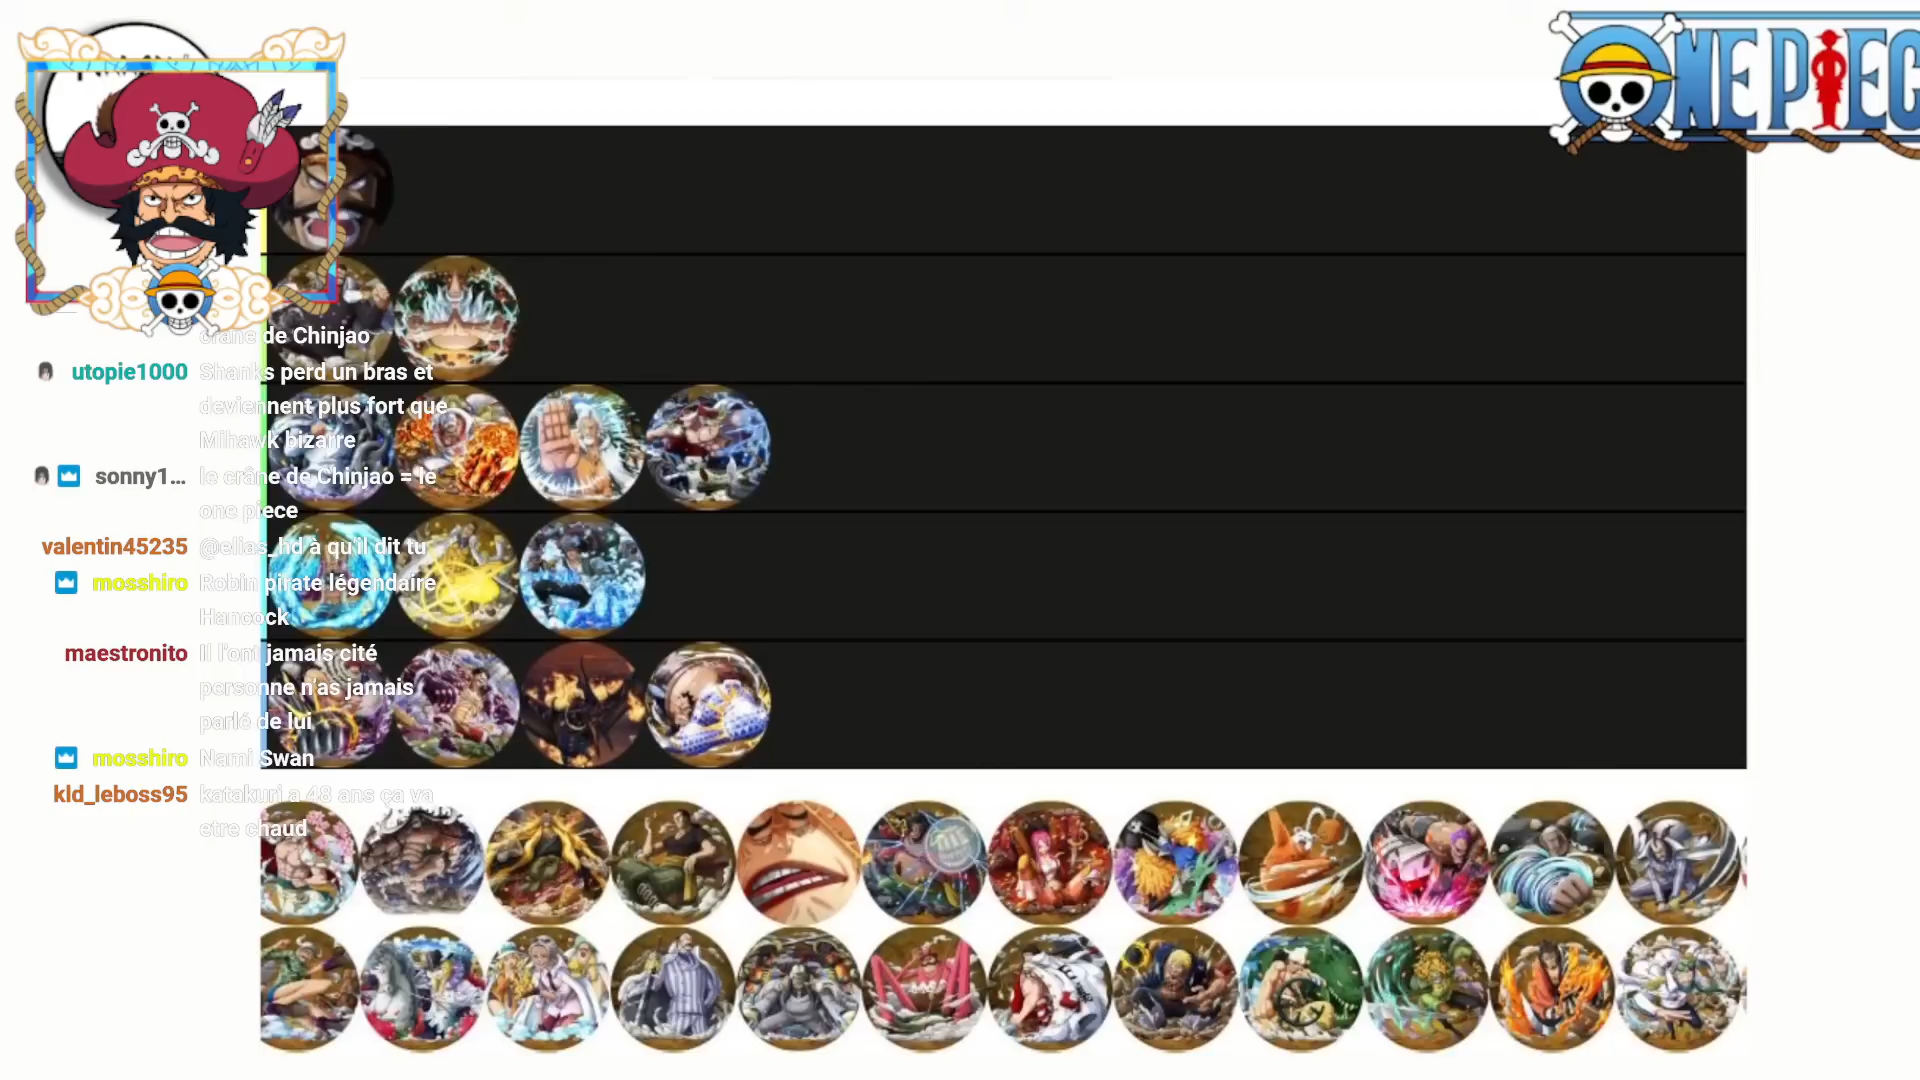 ONE PIEC
crâne de Chinjao
utopie1000 Shanks perd un bras et
deviennent plus fort que
Mihawk bizarre
sonny1... le crâne de Chinjao = le
one piece
valentin45235 @elias_hd à qu'il dit tu
mosshiro Robin pirate légendaire
Hancock
maestronito Il l'ont jamais cité
personne n'as jamais
parlé de lui
mosshiro Nami Swan
kld_leboss95 katakuri a 48 ans ça va
etre chaud